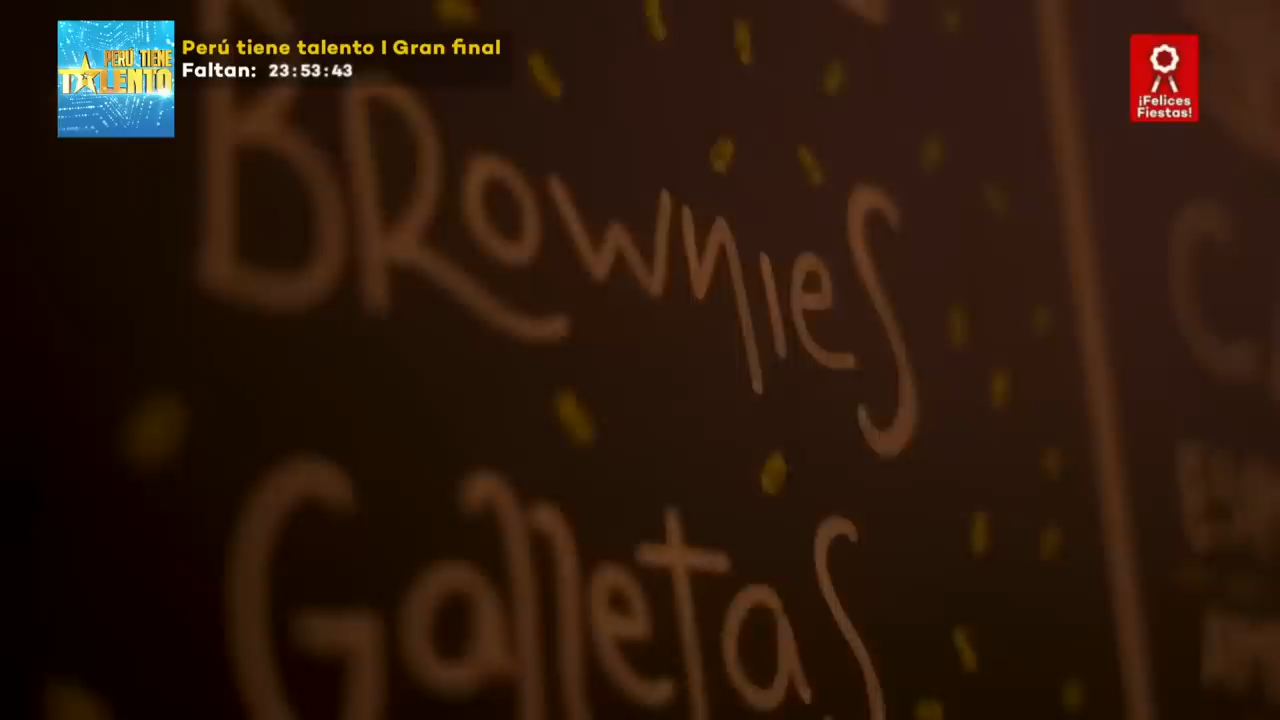 PERÚ TIENE
TALENTO
Perú tiene talento | Gran final
Faltan: 23:53:43
¡Felices
Fiestas!
BRownies
Galletas